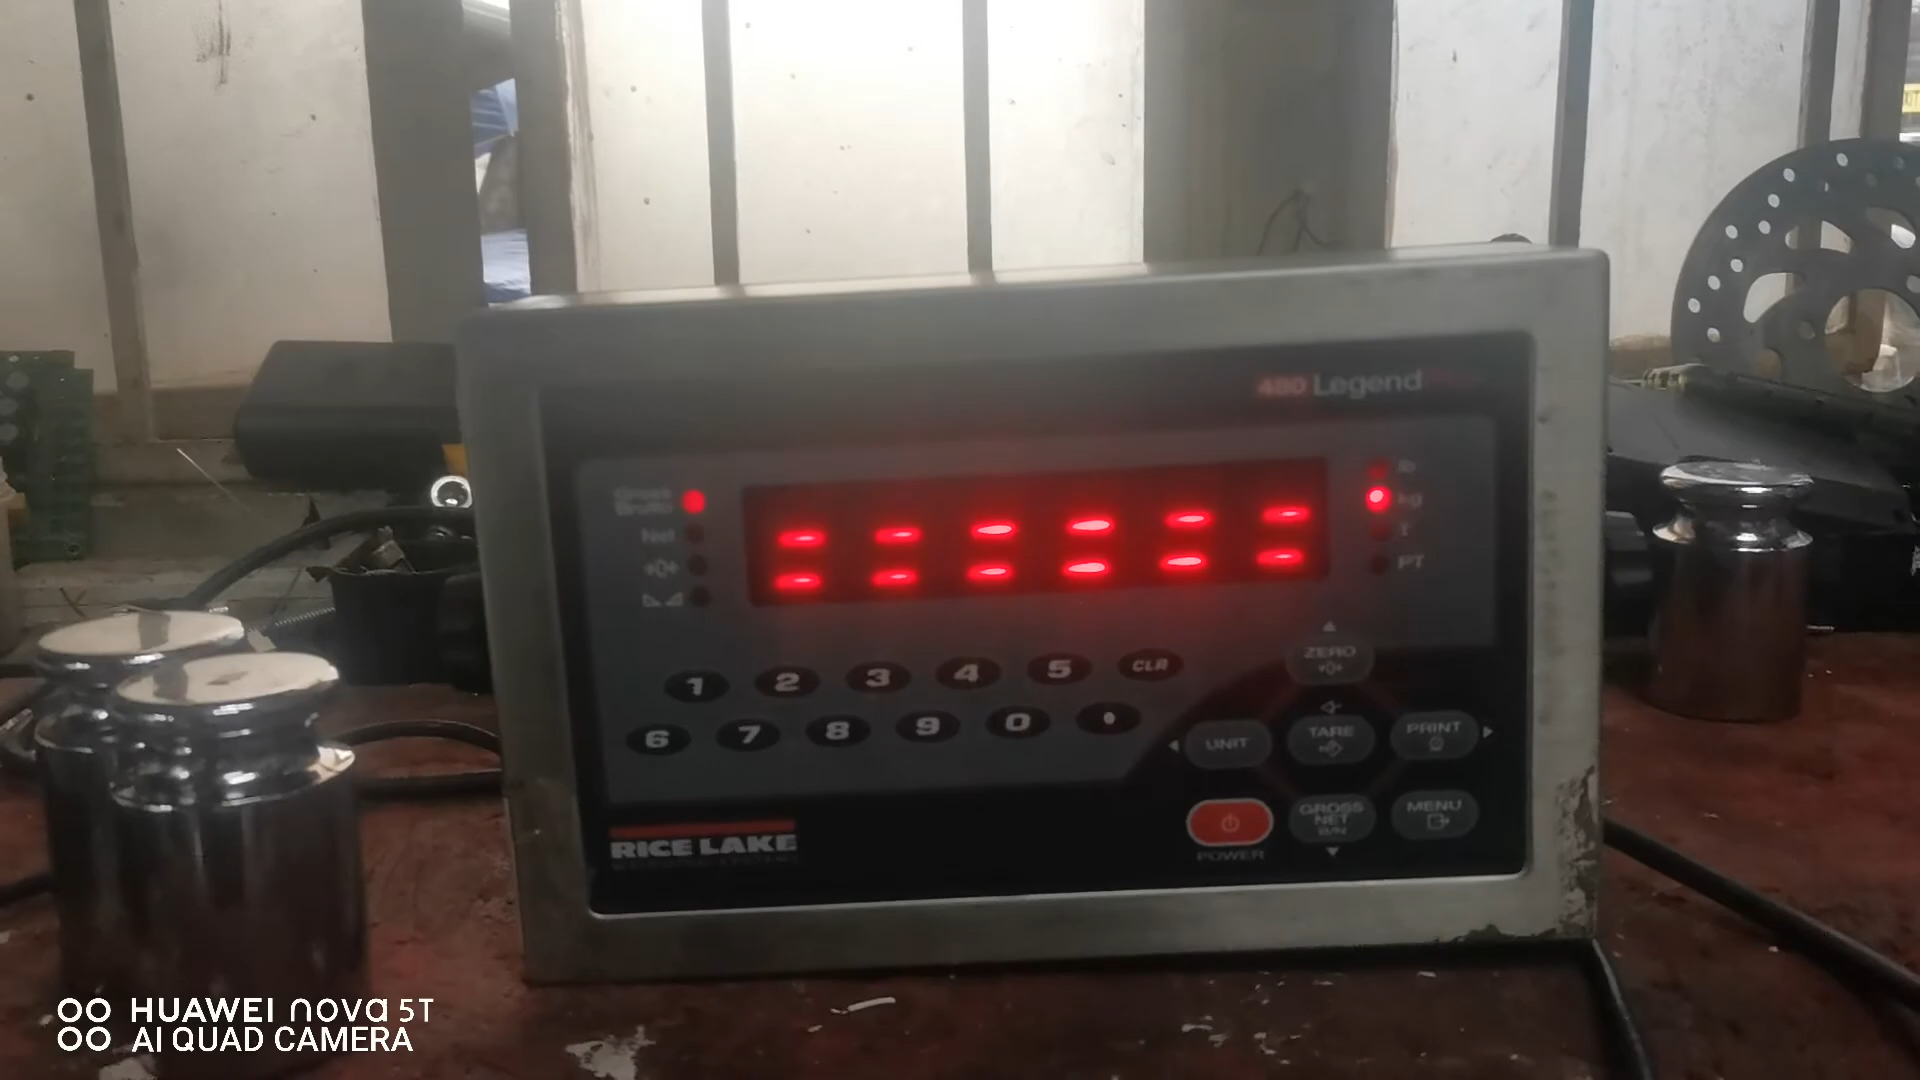 480 Legend
Gross
Brutto
Net
lb
kg
T
PT
1 2 3 4 5 CLR
6 7 8 9 0
ZERO
UNIT
TARE
PRINT
GROSS
NET
B/N
MENU
POWER
RICE LAKE
HUAWEI nova 5T
AI QUAD CAMERA